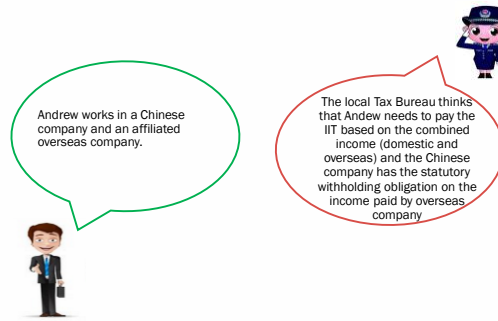 Andrew works in a Chinese
company and an affiliated
overseas company.
The local Tax Bureau thinks
that Andew needs to pay the
IIT based on the combined
income (domestic and
overseas) and the Chinese
company has the statutory
withholding obligation on the
income paid by overseas
company